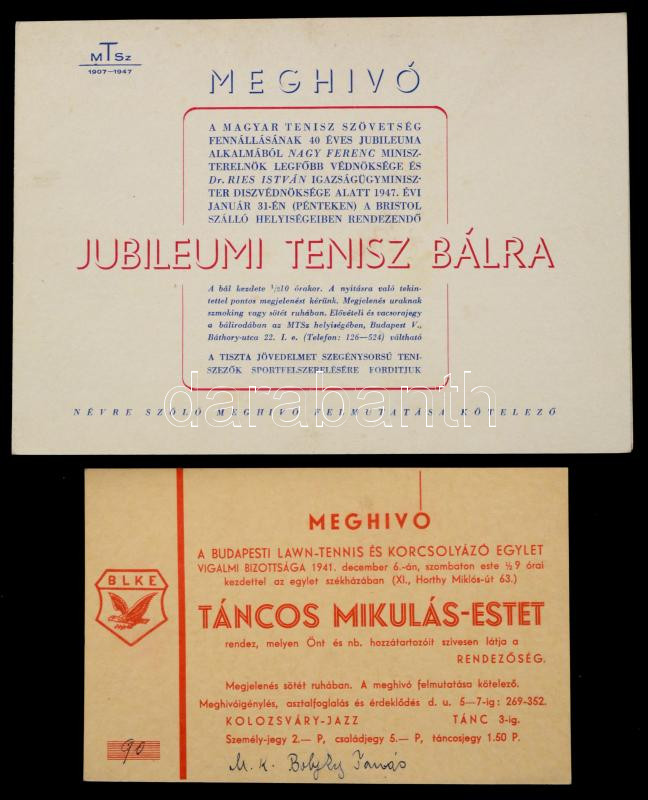 MTSz
1907-1947
MEGHIVÓ
A MAGYAR TENISZ SZÖVETSÉG
FENNÁLLÁSÁNAK 40 ÉVES JUBILEUMA
ALKALMÁBÓL NAGY FERENC MINISZ-
TERELNÖK LEGFŐBB VÉDNÖKSÉGE ÉS
Dr. RIES ISTVÁN IGAZSÁGÜGYMINISZ-
TER DISZVÉDNÖKSÉGE ALATT 1947. ÉVI
JANUÁR 31-ÉN (PÉNTEKEN) A BRISTOL
SZÁLLÓ HELYISÉGEIBEN RENDEZENDŐ
JUBILEUMI TENISZ BÁLRA
A bál kezdete ½10 órakor. A nyitásra való tekin-
tettel pontos megjelenést kérünk. Megjelenés uraknak
szmoking vagy sötét ruhában. Elővételi és vacsorajegy
a bálirodában az MTSz helyiségében, Budapest V.,
Báthory-utca 22. I. e. (Telefon: 126-524) váltható
A TISZTA JÖVEDELMET SZEGÉNYSORSÚ TENI-
SZEZŐK SPORTFELSZERELÉSÉRE FORDITJUK
darabanth
NÉVRE SZÓLÓ MEGHIVÓ FELMUTATÁSA KÖTELEZŐ
MEGHIVO
A BUDAPESTI LAWN-TENNIS ÉS KORCSOLYÁZÓ EGYLET
VIGALMI BIZOTTSÁGA 1941. december 6.-án, szombaton este ½9 órai
kezdettel az egylet székházában (XI., Horthy Miklós-út 63.)
BLKE
TÁNCOS MIKULÁS-ESTET
rendez, melyen Önt és nb. hozzátartozóit szivesen látja a
RENDEZŐSÉG.
Megjelenés sötét ruhában. A meghivó felmutatása kötelező.
Meghivóigénylés, asztalfoglalás és érdeklődés d. u. 5-7-ig: 269-352.
KOLOZSVÁRY-JAZZ TÁNC 3-ig.
Személy-jegy 2.— P, családjegy 5.— P, táncosjegy 1.50 P.
90
M. K.